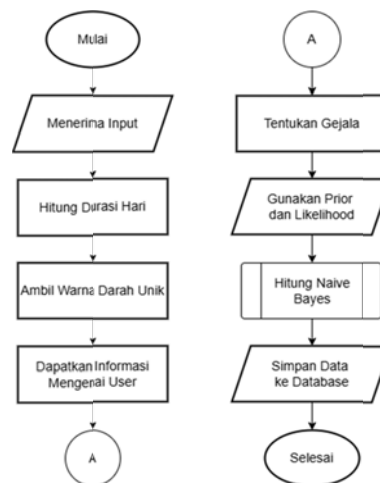 Mulai
Menerima Input
Hitung Durasi Hari
Ambil Warna Darah Unik
Dapatkan Informasi
Mengenai User
A
A
Tentukan Gejala
Gunakan Prior
dan Likelihood
Hitung Naive
Bayes
Simpan Data
ke Database
Selesai